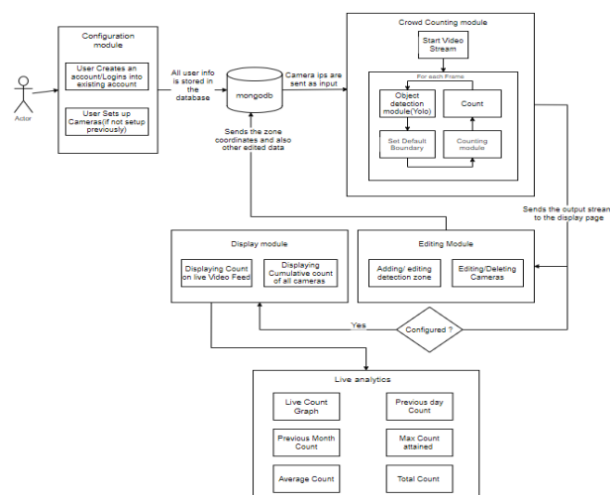 Configuration
module
User Creates an
account/Logins into
existing account
User Sets up
Cameras(if not setup
previously)
Actor
All user info
is stored in
the
database
mongodb
Camera ips are
sent as input
Sends the zone
coordinates and also
other edited data
Crowd Counting module
Start Video
Stream
For each Frame
Object
detection
module(Yolo)
Count
Set Default
Boundary
Counting
module
Sends the output stream
to the display page
Display module
Displaying Count
on live Video Feed
Displaying
Cumulative count
of all cameras
Editing Module
Adding/ editing
detection zone
Editing/Deleting
Cameras
Yes
Configured ?
Live analytics
Live Count
Graph
Previous day
Count
Previous Month
Count
Max Count
attained
Average Count
Total Count